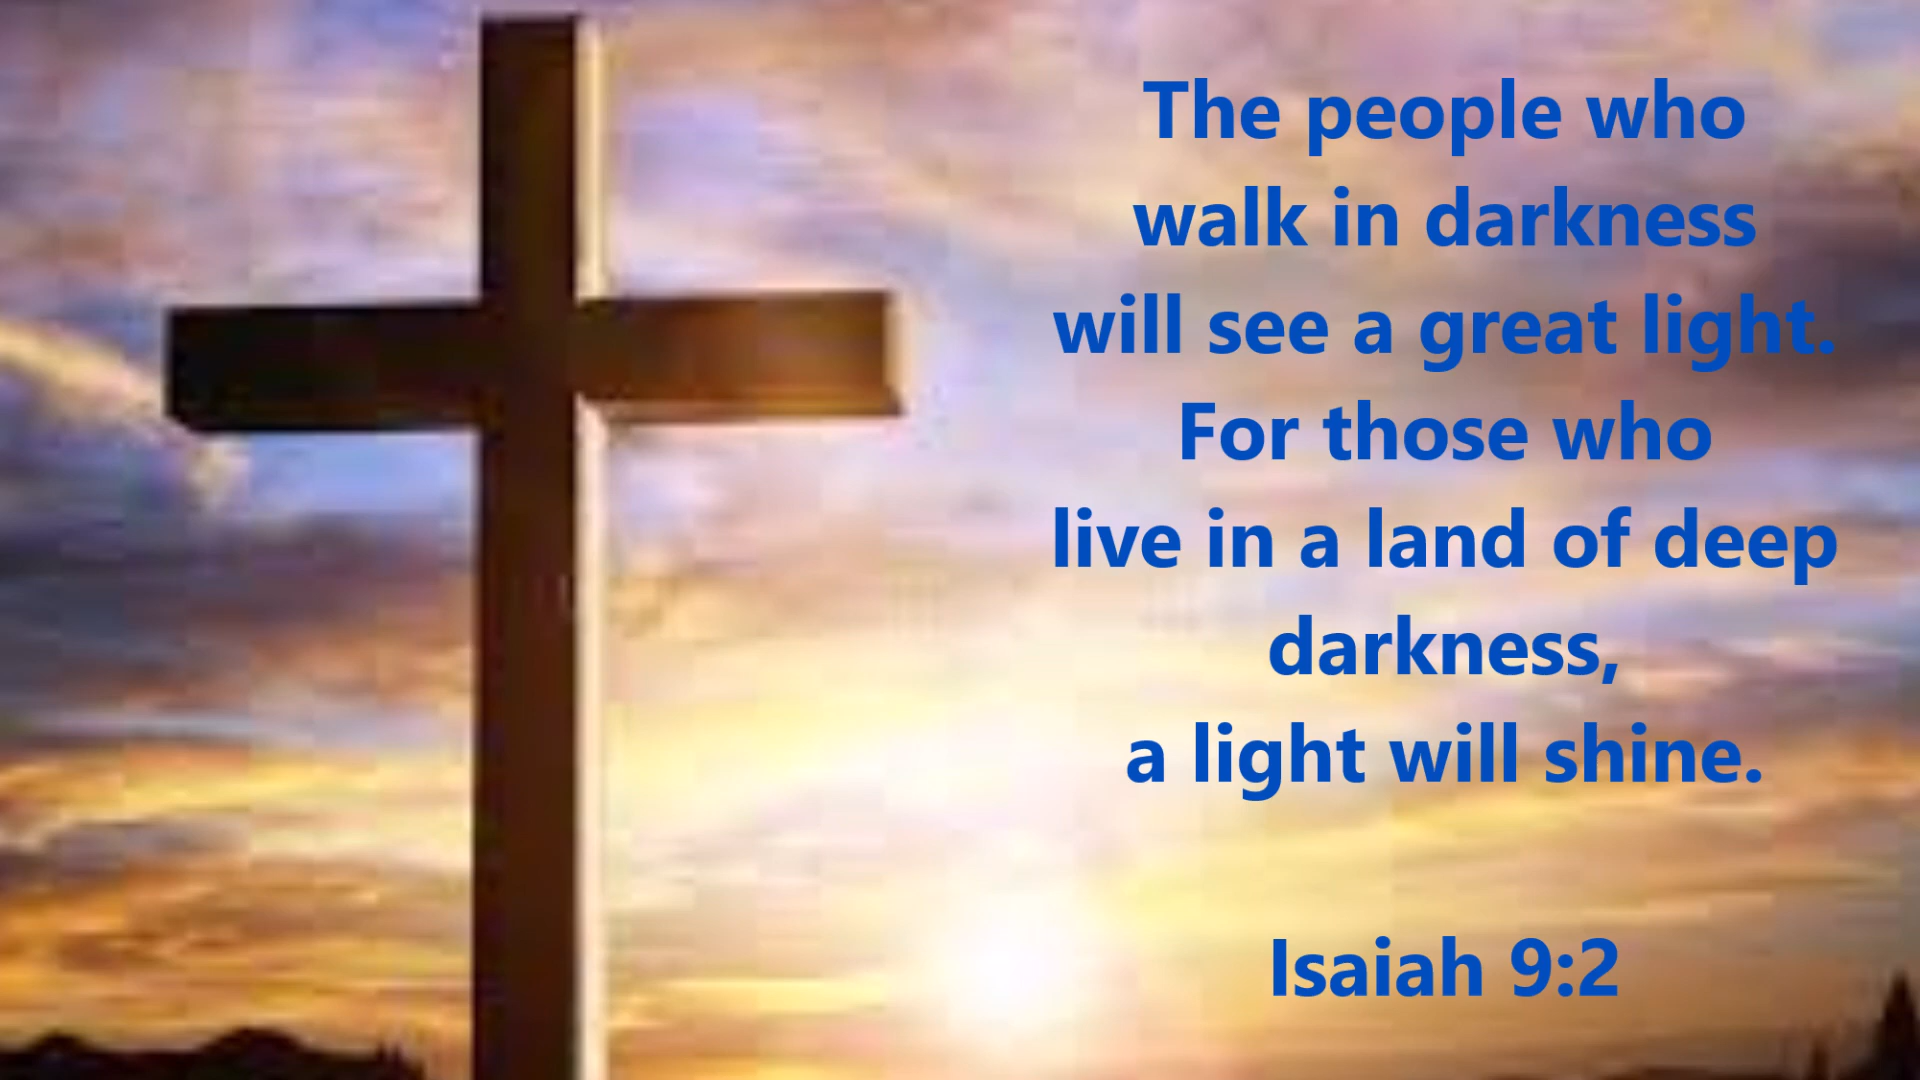 The people who
walk in darkness
will see a great light.
For those who
live in a land of deep
darkness,
a light will shine.
Isaiah 9:2